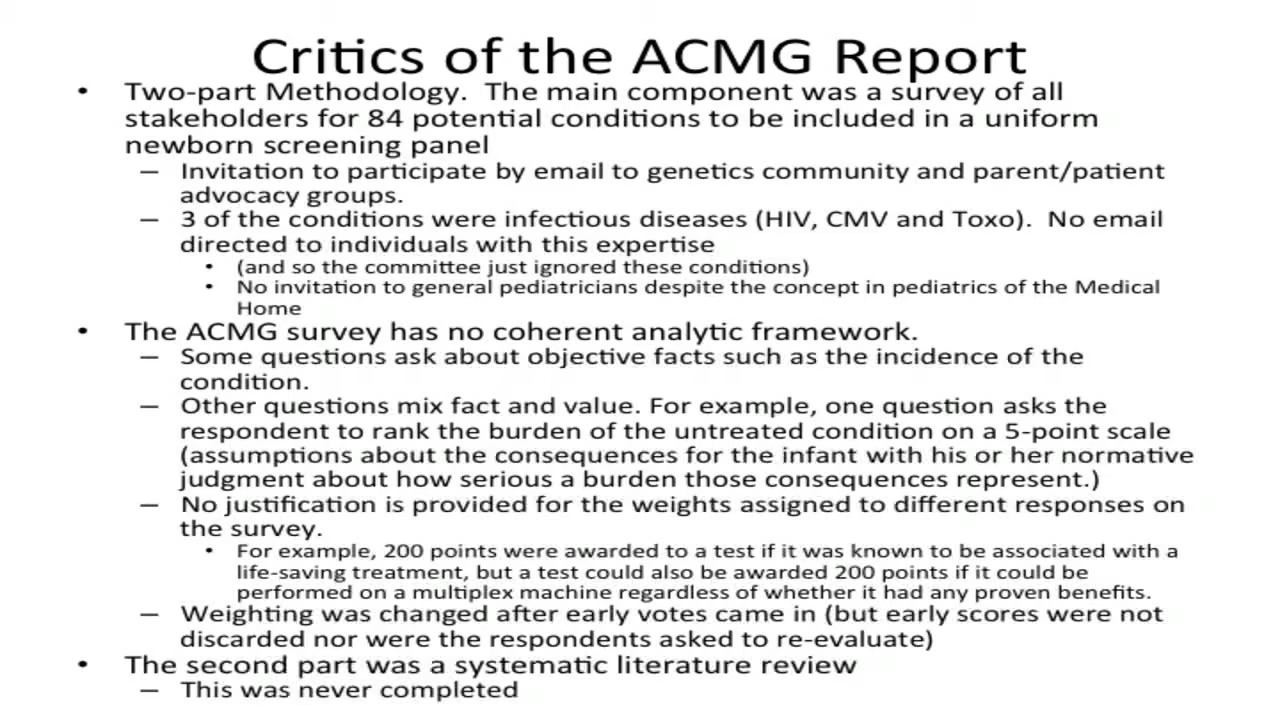 Critics of the ACMG Report
• Two-part Methodology. The main component was a survey of all
stakeholders for 84 potential conditions to be included in a uniform
newborn screening panel
– Invitation to participate by email to genetics community and parent/patient
advocacy groups.
– 3 of the conditions were infectious diseases (HIV, CMV and Toxo). No email
directed to individuals with this expertise
• (and so the committee just ignored these conditions)
• No invitation to general pediatricians despite the concept in pediatrics of the Medical
Home
• The ACMG survey has no coherent analytic framework.
– Some questions ask about objective facts such as the incidence of the
condition.
– Other questions mix fact and value. For example, one question asks the
respondent to rank the burden of the untreated condition on a 5-point scale
(assumptions about the consequences for the infant with his or her normative
judgment about how serious a burden those consequences represent.)
– No justification is provided for the weights assigned to different responses on
the survey.
• For example, 200 points were awarded to a test if it was known to be associated with a
life-saving treatment, but a test could also be awarded 200 points if it could be
performed on a multiplex machine regardless of whether it had any proven benefits.
– Weighting was changed after early votes came in (but early scores were not
discarded nor were the respondents asked to re-evaluate)
• The second part was a systematic literature review
– This was never completed